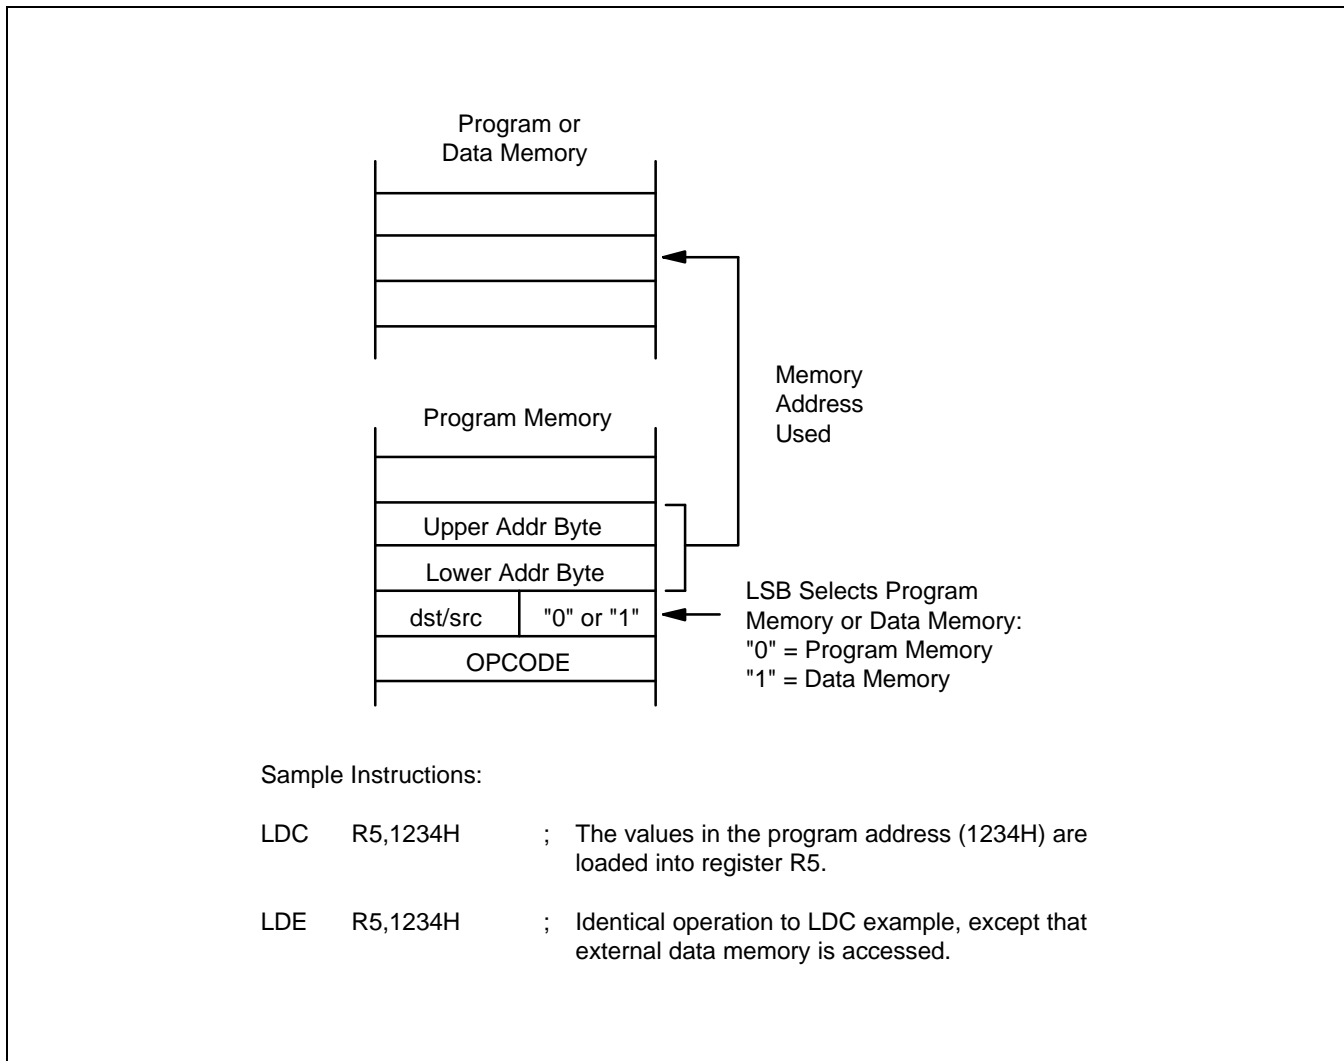 Program or
Data Memory
Memory
Address
Used
Program Memory
Upper Addr Byte
Lower Addr Byte
dst/src "0" or "1"
OPCODE
LSB Selects Program
Memory or Data Memory:
"0" = Program Memory
"1" = Data Memory
Sample Instructions:
LDC R5,1234H ; The values in the program address (1234H) are
loaded into register R5.
LDE R5,1234H ; Identical operation to LDC example, except that
external data memory is accessed.